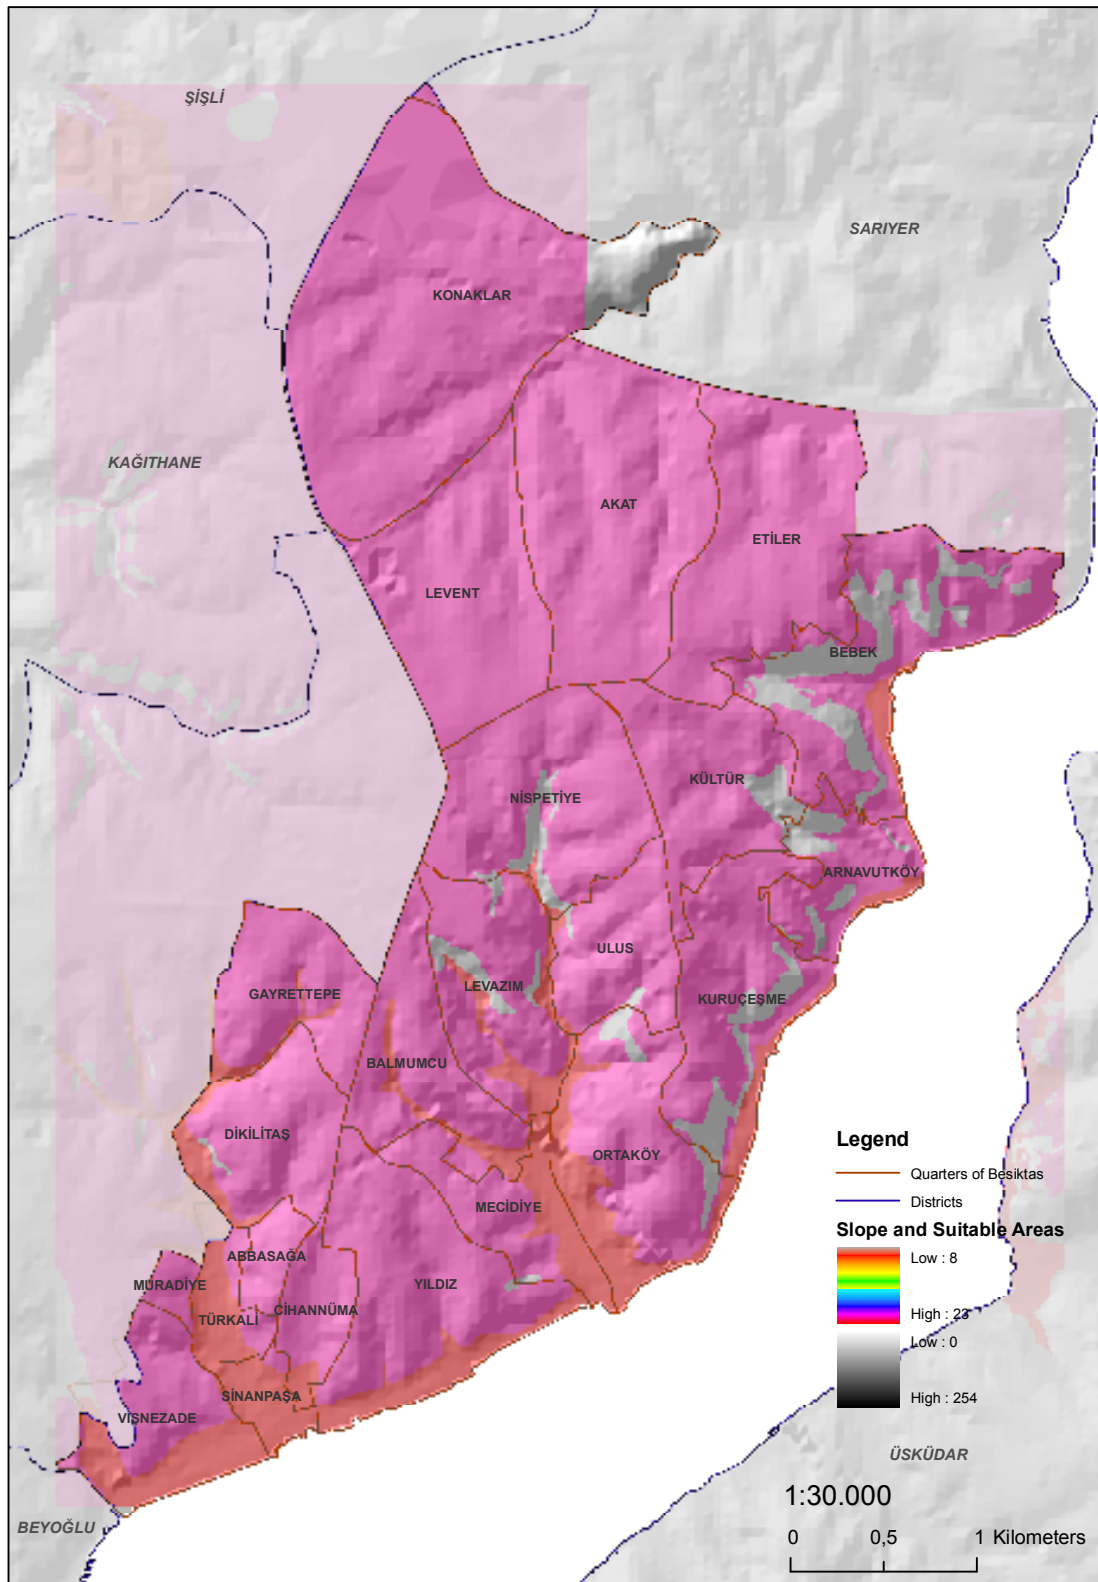 ŞİŞLİ
SARIYER
KONAKLAR
KAĞITHANE
AKAT
ETİLER
LEVENT
BEBEK
KÜLTÜR
NİSPETİYE
ARNAVUTKÖY
ULUS
LEVAZIM
GAYRETTEPE
KURUÇEŞME
BALMUMCU
DİKİLİTAŞ
ORTAKÖY
MECİDİYE
ABBASAĞA
MURADİYE
YILDIZ
CİHANNÜMA
TÜRKALİ
SİNANPAŞA
VİŞNEZADE
BEYOĞLU
ÜSKÜDAR
Legend
Quarters of Besiktas
Districts
Slope and Suitable Areas
Low : 8
High : 23
Low : 0
High : 254
1:30.000
0 0,5 1 Kilometers